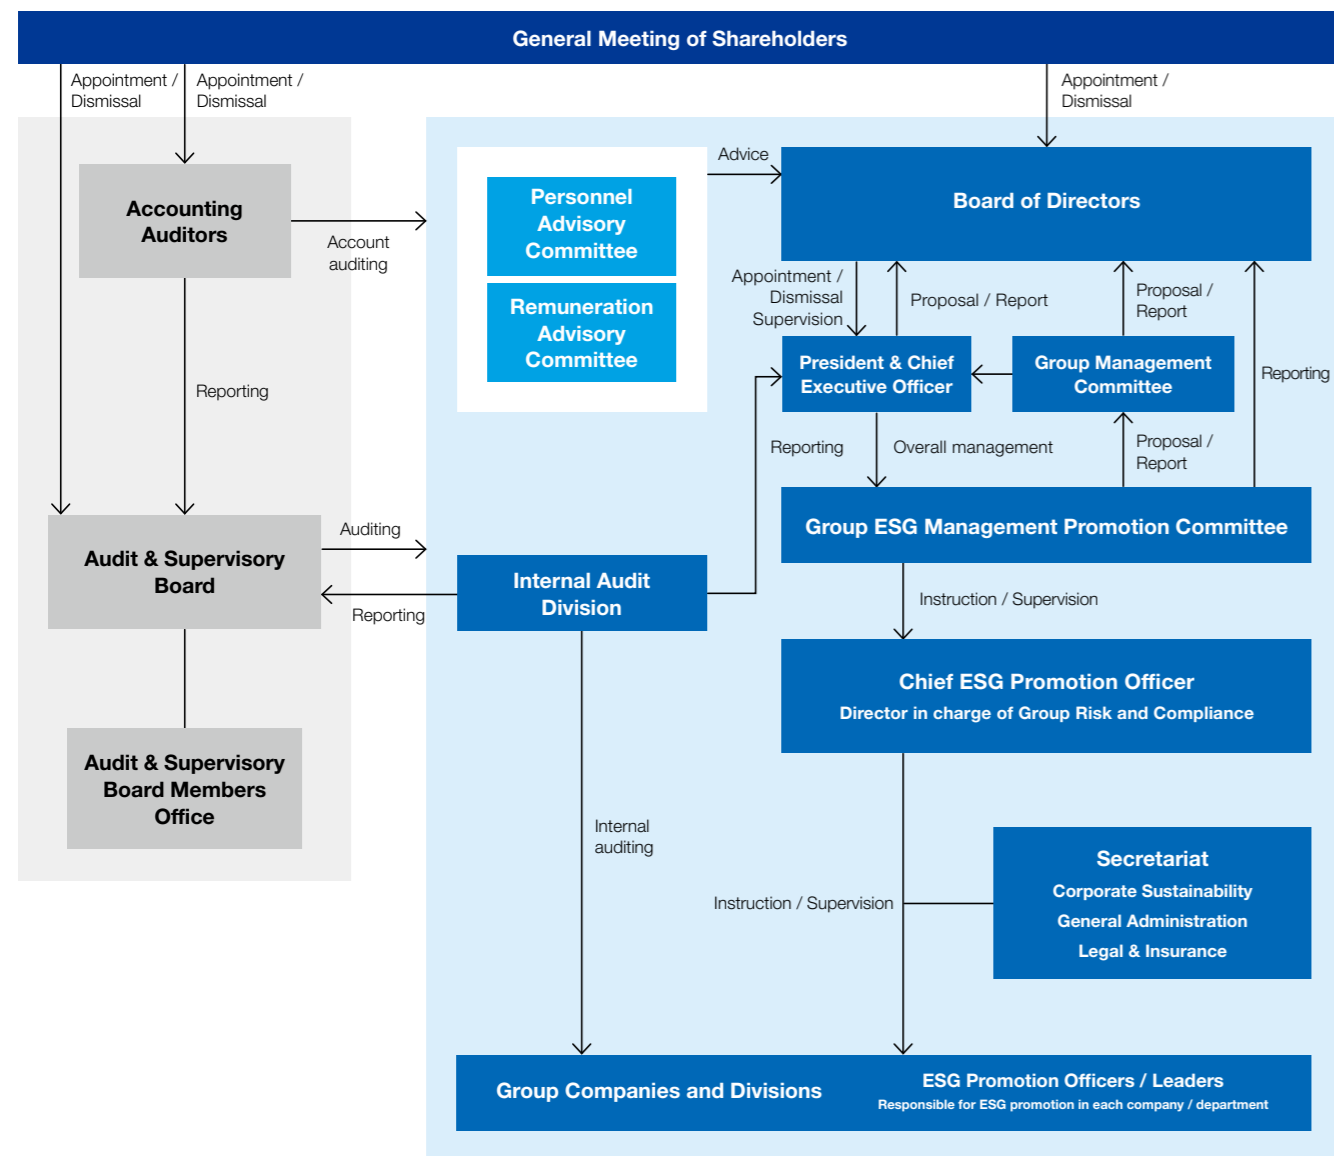 General Meeting of Shareholders
Appointment /
Dismissal
Appointment /
Dismissal
Appointment /
Dismissal
Accounting
Auditors
Account
auditing
Personnel
Advisory
Committee
Remuneration
Advisory
Committee
Advice
Board of Directors
Appointment /
Dismissal
Supervision
Proposal / Report
Proposal /
Report
Reporting
President & Chief
Executive Officer
Group Management
Committee
Reporting
Reporting
Overall management
Proposal /
Report
Group ESG Management Promotion Committee
Audit & Supervisory
Board
Auditing
Reporting
Internal Audit
Division
Instruction / Supervision
Chief ESG Promotion Officer
Director in charge of Group Risk and Compliance
Audit & Supervisory
Board Members
Office
Internal
auditing
Instruction / Supervision
Secretariat
Corporate Sustainability
General Administration
Legal & Insurance
Group Companies and Divisions
ESG Promotion Officers / Leaders
Responsible for ESG promotion in each company / department